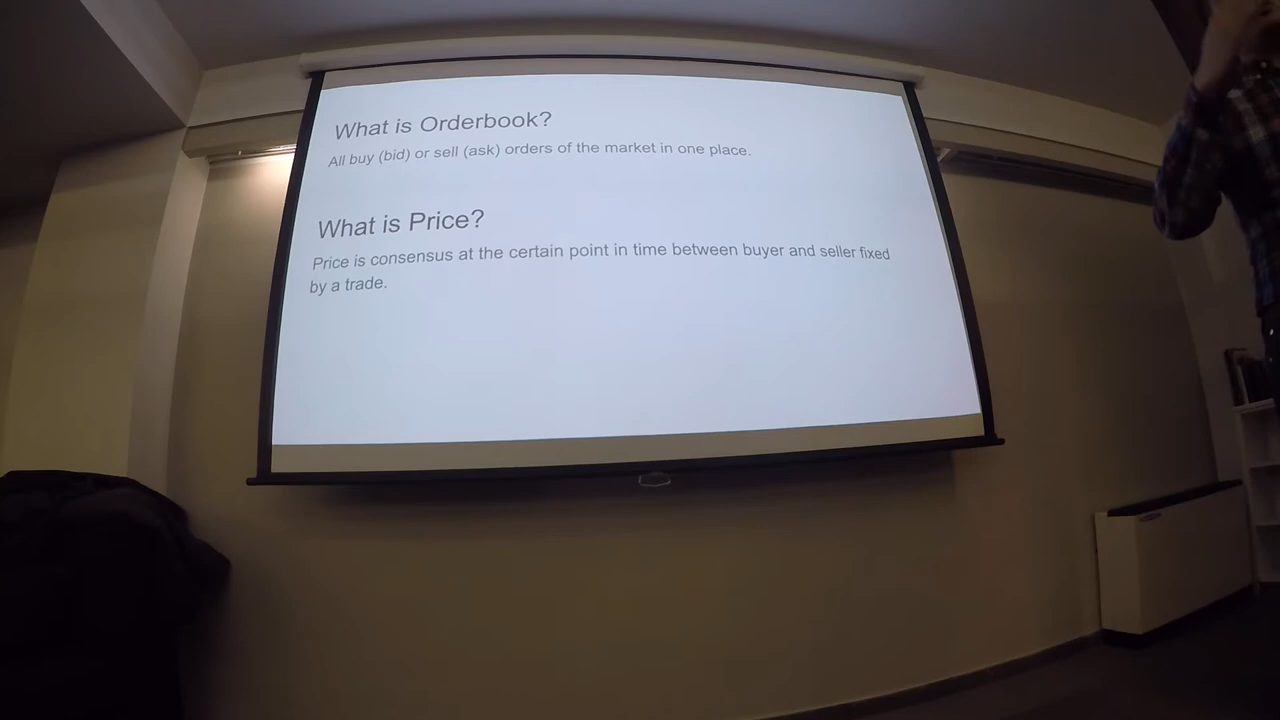 What is Orderbook?
All buy (bid) or sell (ask) orders of the market in one place.
What is Price?
Price is consensus at the certain point in time between buyer and seller fixed
by a trade.